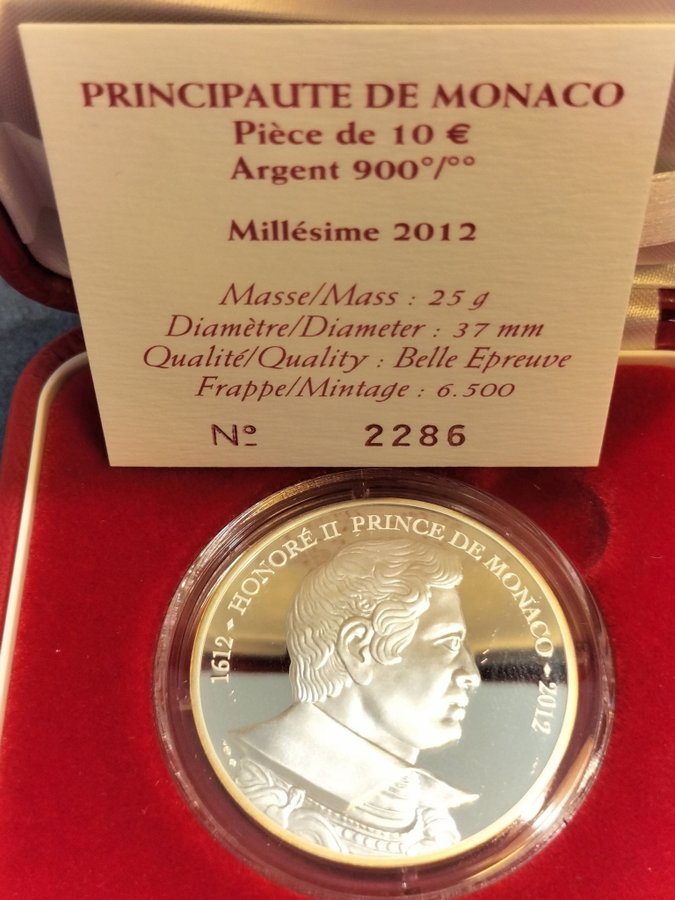 PRINCIPAUTE DE MONACO
Pièce de 10 €
Argent 900°/°°
Millésime 2012
Masse/Mass : 25 g
Diamètre/Diameter : 37 mm
Qualité/Quality : Belle Epreuve
Frappe/Mintage : 6.500
Nº 2286
1612 ⬥ HONORÉ II PRINCE DE MONACO ⬥ 2012